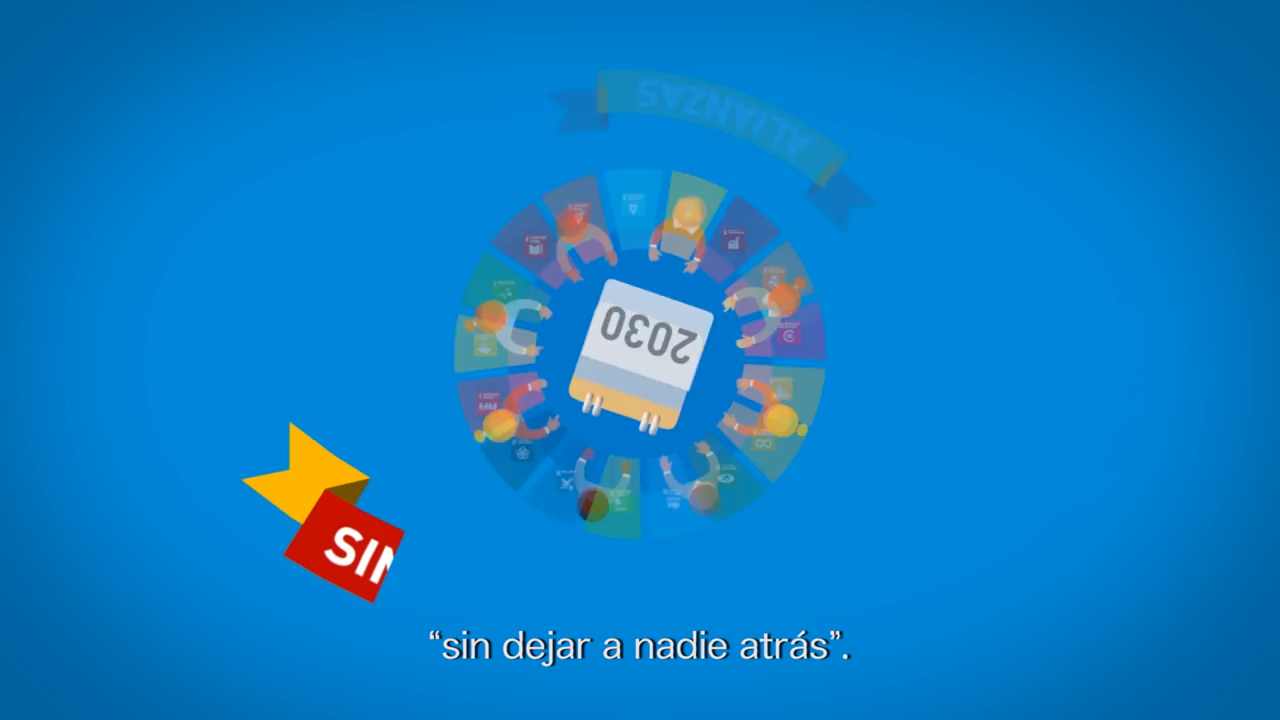 ALIANZAS
2030
SIN
“sin dejar a nadie atrás”.